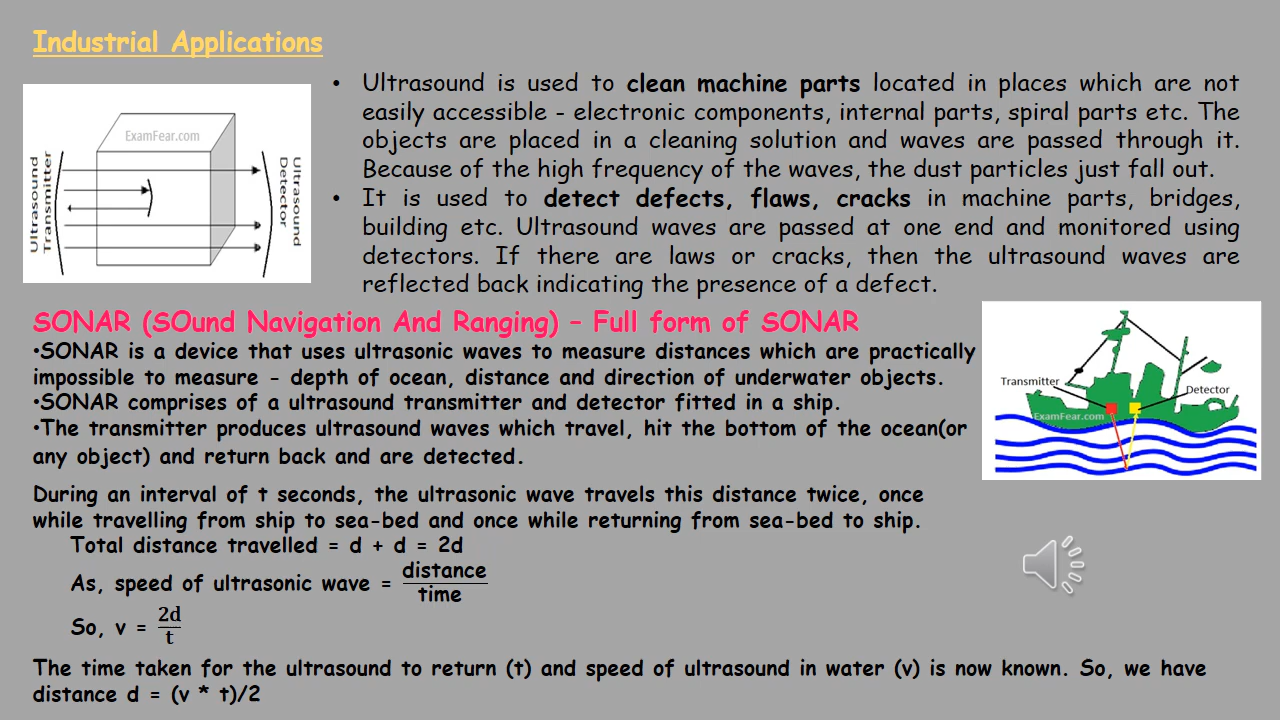 Industrial Applications
ExamFear.com
Ultrasound Transmitter
Ultrasound Detector
• Ultrasound is used to clean machine parts located in places which are not
easily accessible - electronic components, internal parts, spiral parts etc. The
objects are placed in a cleaning solution and waves are passed through it.
Because of the high frequency of the waves, the dust particles just fall out.
• It is used to detect defects, flaws, cracks in machine parts, bridges,
building etc. Ultrasound waves are passed at one end and monitored using
detectors. If there are laws or cracks, then the ultrasound waves are
reflected back indicating the presence of a defect.
SONAR (SOund Navigation And Ranging) – Full form of SONAR
•SONAR is a device that uses ultrasonic waves to measure distances which are practically
impossible to measure - depth of ocean, distance and direction of underwater objects.
•SONAR comprises of a ultrasound transmitter and detector fitted in a ship.
•The transmitter produces ultrasound waves which travel, hit the bottom of the ocean(or
any object) and return back and are detected.
Transmitter
Detector
ExamFear.com
During an interval of t seconds, the ultrasonic wave travels this distance twice, once
while travelling from ship to sea-bed and once while returning from sea-bed to ship.
Total distance travelled = d + d = 2d
As, speed of ultrasonic wave = distance/time
So, v = 2d/t
The time taken for the ultrasound to return (t) and speed of ultrasound in water (v) is now known. So, we have
distance d = (v * t)/2